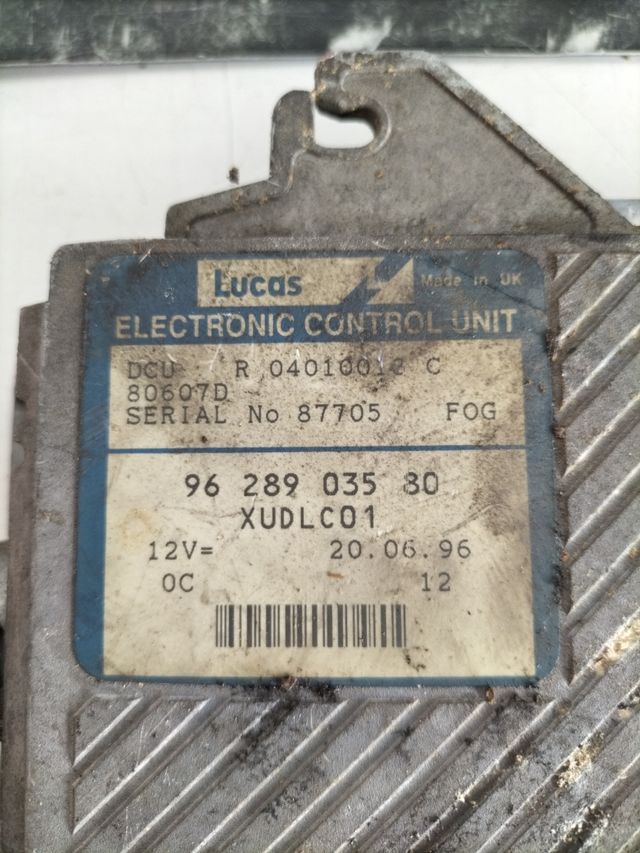 Lucas Made in UK
ELECTRONIC CONTROL UNIT
DCU R C
80607D
SERIAL No 87705 FOG
96 289 035 80
XUDLC01
12V= 20.06.96
0C 12